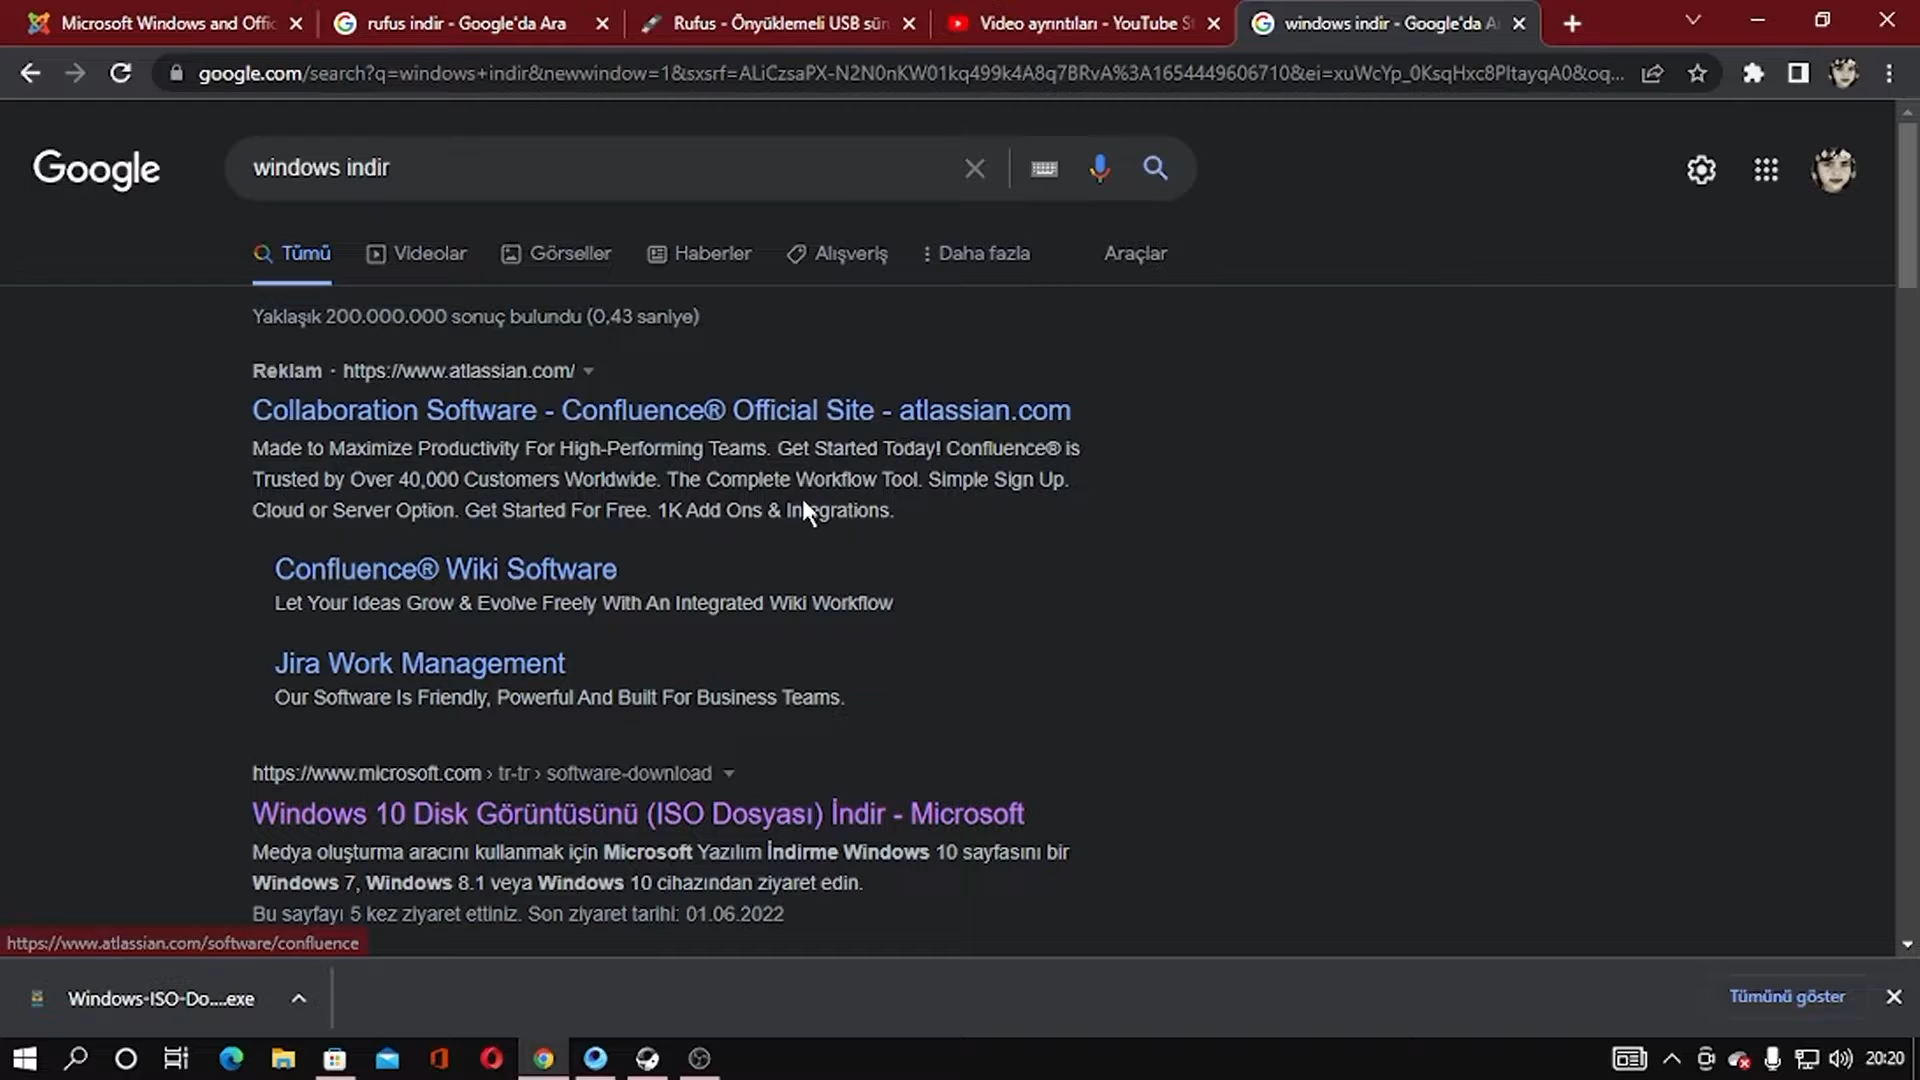 Microsoft Windows and Offic
rufus indir - Google'da Ara
Rufus - Önyüklemeli USB sür
Video ayrıntıları - YouTube St
windows indir - Google'da A
google.com/search?q=windows+indir&newwindow=1&sxsrf=ALiCzsaPX-N2N0nKW01kq499k4A8q7BRvA%3A1654449606710&ei=xuWcYp_0KsqHxc8PltayqA0&oq...
Google
windows indir
Tümü
Videolar
Görseller
Haberler
Alışveriş
Daha fazla
Araçlar
Yaklaşık 200.000.000 sonuç bulundu (0,43 saniye)
Reklam · https://www.atlassian.com/
Collaboration Software - Confluence® Official Site - atlassian.com
Made to Maximize Productivity For High-Performing Teams. Get Started Today! Confluence® is
Trusted by Over 40,000 Customers Worldwide. The Complete Workflow Tool. Simple Sign Up.
Cloud or Server Option. Get Started For Free. 1K Add Ons & Integrations.
Confluence® Wiki Software
Let Your Ideas Grow & Evolve Freely With An Integrated Wiki Workflow
Jira Work Management
Our Software Is Friendly, Powerful And Built For Business Teams.
https://www.microsoft.com › tr-tr › software-download
Windows 10 Disk Görüntüsünü (ISO Dosyası) İndir - Microsoft
Medya oluşturma aracını kullanmak için Microsoft Yazılım İndirme Windows 10 sayfasını bir
Windows 7, Windows 8.1 veya Windows 10 cihazından ziyaret edin.
Bu sayfayı 5 kez ziyaret ettiniz. Son ziyaret tarihi: 01.06.2022
https://www.atlassian.com/software/confluence
Windows-ISO-Do....exe
Tümünü göster
20:20